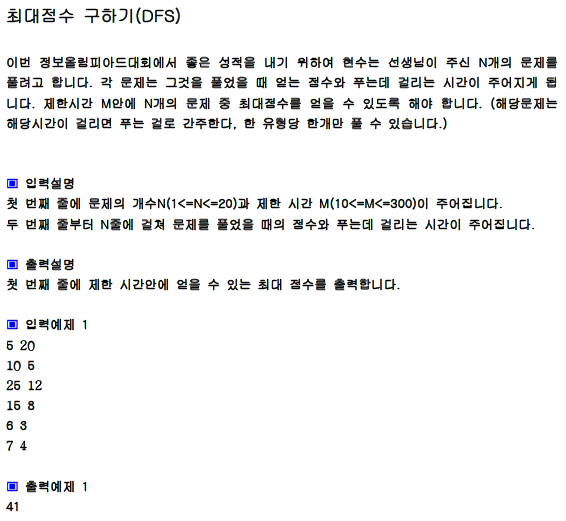 최대점수 구하기(DFS)
이번 정보올림피아드대회에서 좋은 성적을 내기 위하여 현수는 선생님이 주신 N개의 문제를
풀려고 합니다. 각 문제는 그것을 풀었을 때 얻는 점수와 푸는데 걸리는 시간이 주어지게 됩
니다. 제한시간 M안에 N개의 문제 중 최대점수를 얻을 수 있도록 해야 합니다. (해당문제는
해당시간이 걸리면 푸는 걸로 간주한다, 한 유형당 한개만 풀 수 있습니다.)
▣ 입력설명
첫 번째 줄에 문제의 개수N(1<=N<=20)과 제한 시간 M(10<=M<=300)이 주어집니다.
두 번째 줄부터 N줄에 걸쳐 문제를 풀었을 때의 점수와 푸는데 걸리는 시간이 주어집니다.
▣ 출력설명
첫 번째 줄에 제한 시간안에 얻을 수 있는 최대 점수를 출력합니다.
▣ 입력예제 1
5 20
10 5
25 12
15 8
6 3
7 4
▣ 출력예제 1
41